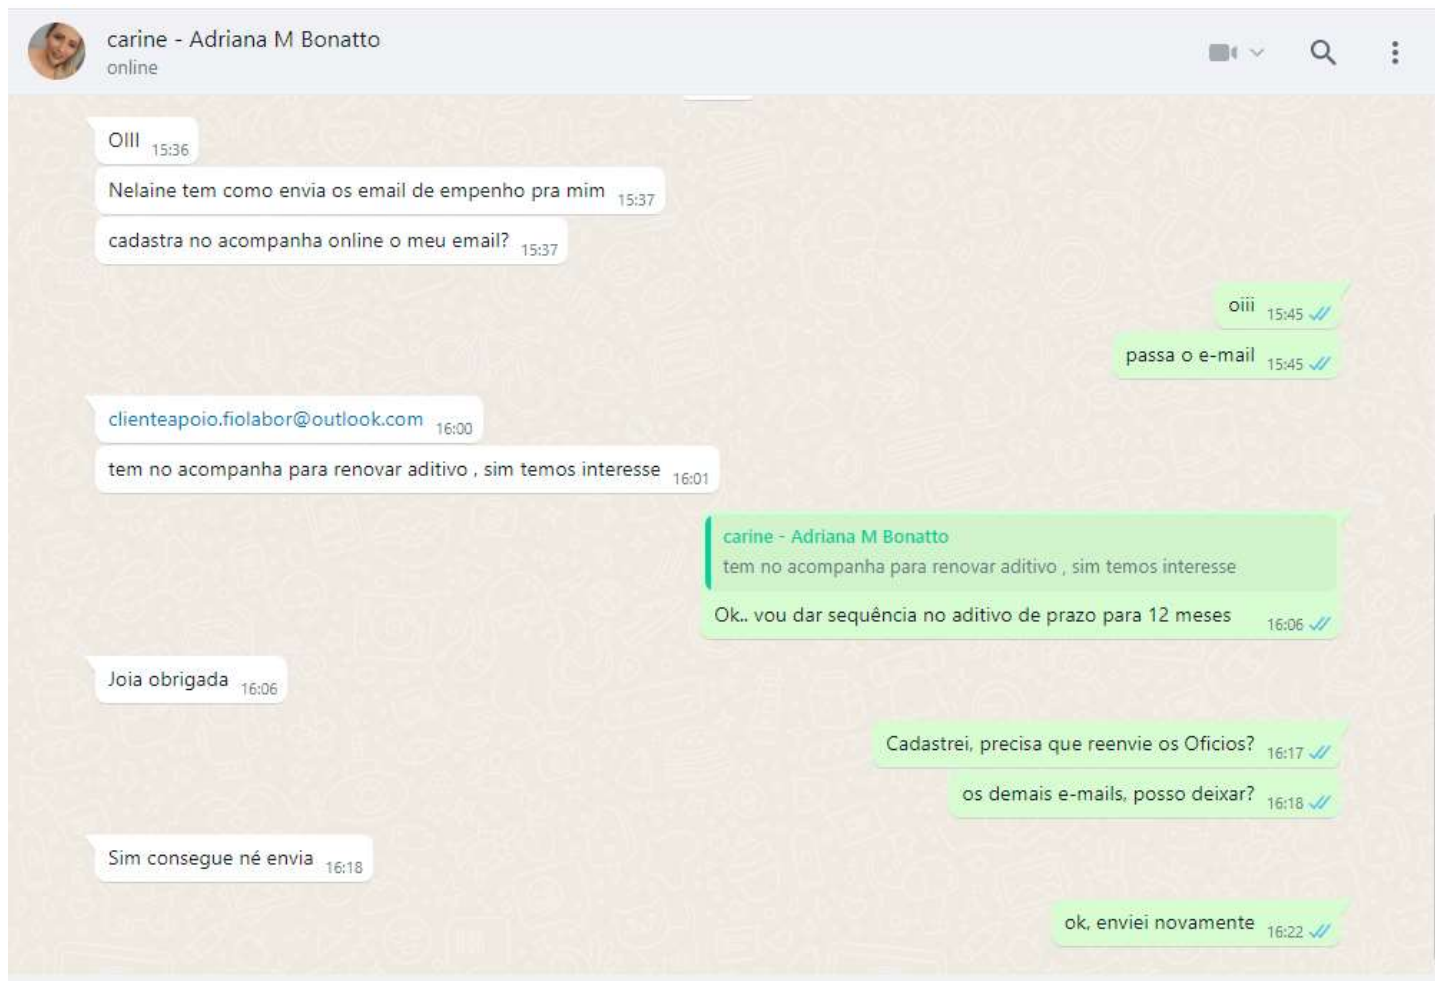 carine - Adriana M Bonatto
online
OIII 15:36
Nelaine tem como envia os email de empenho pra mim 15:37
cadastra no acompanha online o meu email? 15:37
oiii 15:45
passa o e-mail 15:45
clienteapoio.fiolabor@outlook.com 16:00
tem no acompanha para renovar aditivo , sim temos interesse 16:01
carine - Adriana M Bonatto
tem no acompanha para renovar aditivo , sim temos interesse
Ok.. vou dar sequência no aditivo de prazo para 12 meses 16:06
Joia obrigada 16:06
Cadastrei, precisa que reenvie os Oficios? 16:17
os demais e-mails, posso deixar? 16:18
Sim consegue né envia 16:18
ok, enviei novamente 16:22